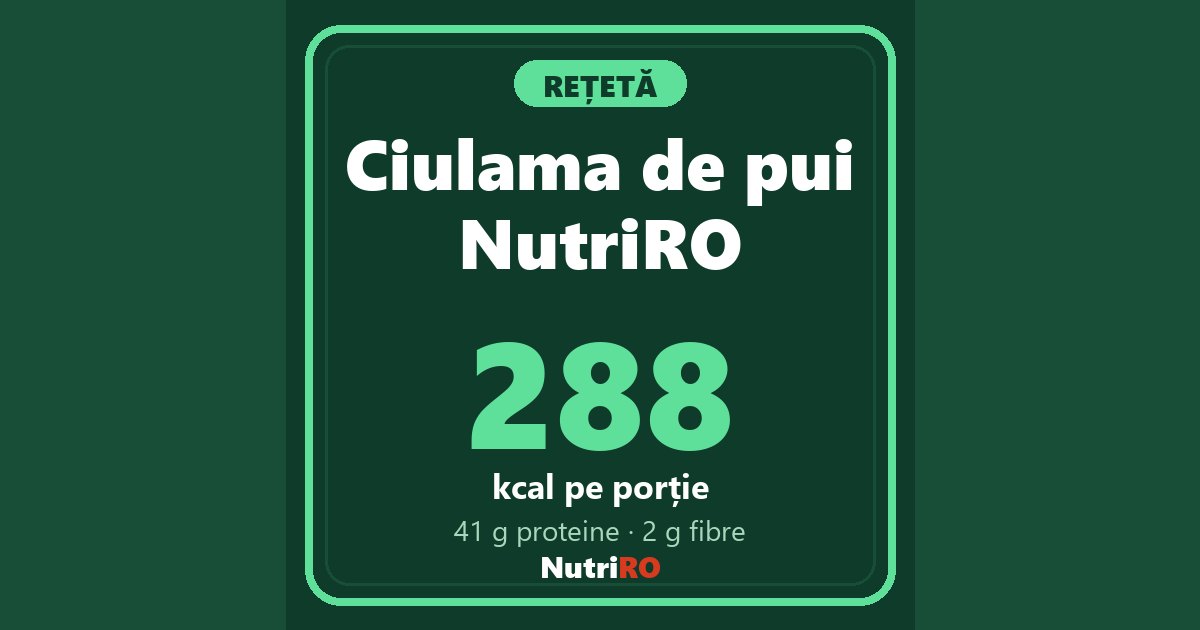 REȚETĂ
Ciulama de pui
NutriRO
288
kcal pe porție
41 g proteine · 2 g fibre
NutriRO